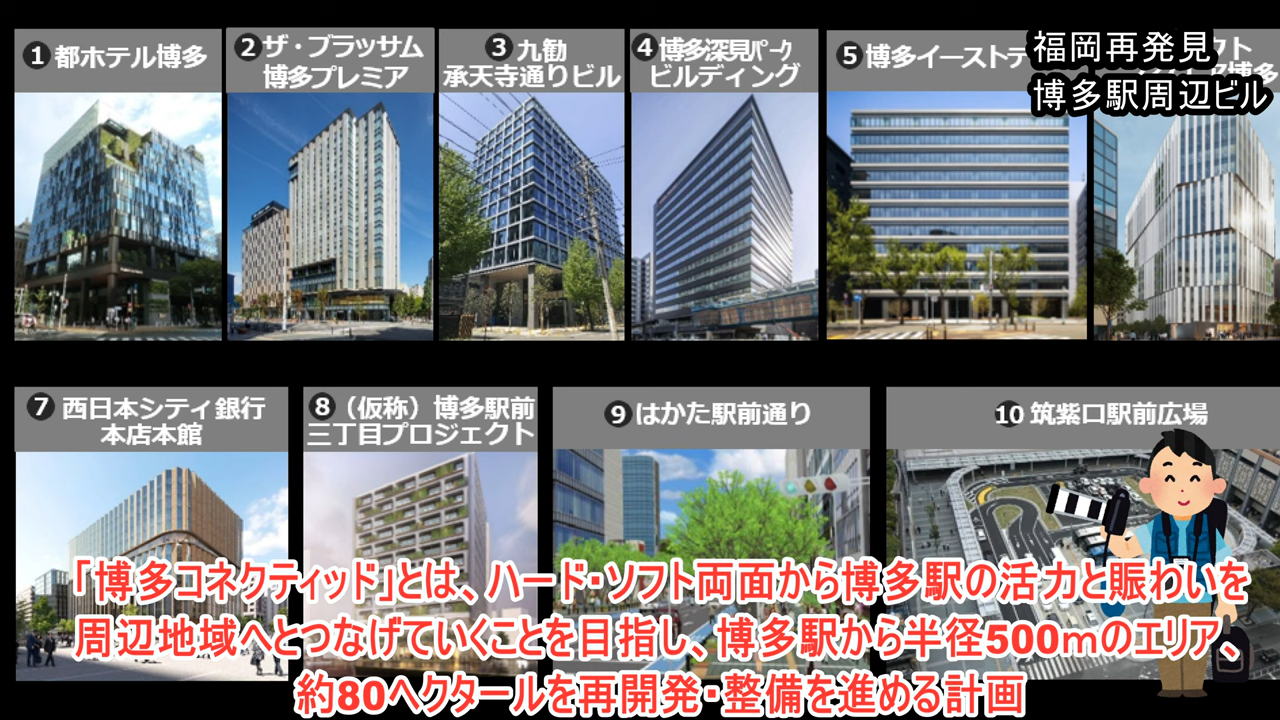 1 都ホテル博多
2 ザ・ブラッサム
博多プレミア
3 九勧
承天寺通りビル
4 博多深見パーク
ビルディング
5 博多イーストテ
クト
博多
福岡再発見
博多駅周辺ビル
7 西日本シティ銀行
本店本館
8 (仮称)博多駅前
三丁目プロジェクト
9 はかた駅前通り
10 筑紫口駅前広場
「博多コネクティッド」とは、ハード・ソフト両面から博多駅の活力と賑わいを
周辺地域へとつなげていくことを目指し、博多駅から半径500mのエリア、
約80ヘクタールを再開発・整備を進める計画